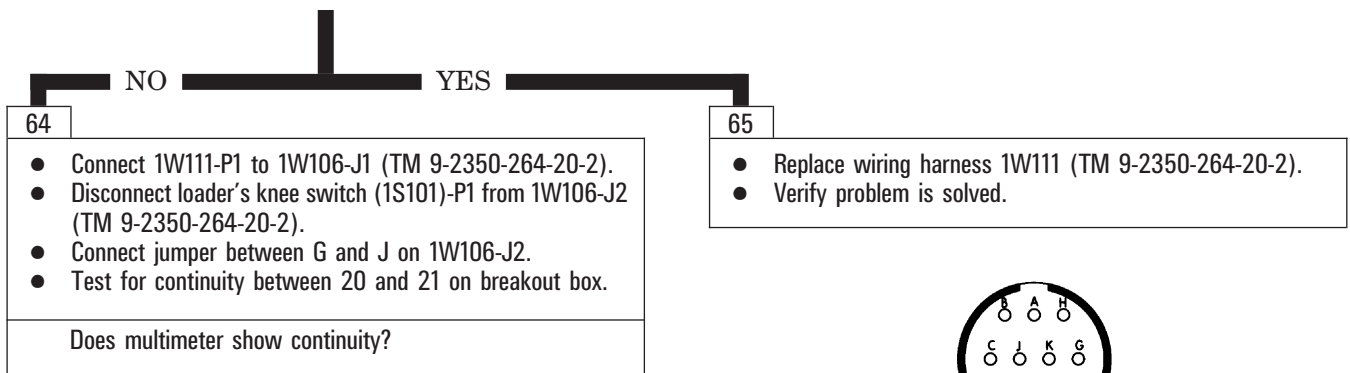 NO
YES
64
● Connect 1W111-P1 to 1W106-J1 (TM 9-2350-264-20-2).
● Disconnect loader's knee switch (1S101)-P1 from 1W106-J2
(TM 9-2350-264-20-2).
● Connect jumper between G and J on 1W106-J2.
● Test for continuity between 20 and 21 on breakout box.
Does multimeter show continuity?
65
● Replace wiring harness 1W111 (TM 9-2350-264-20-2).
● Verify problem is solved.
B A H
C J K G